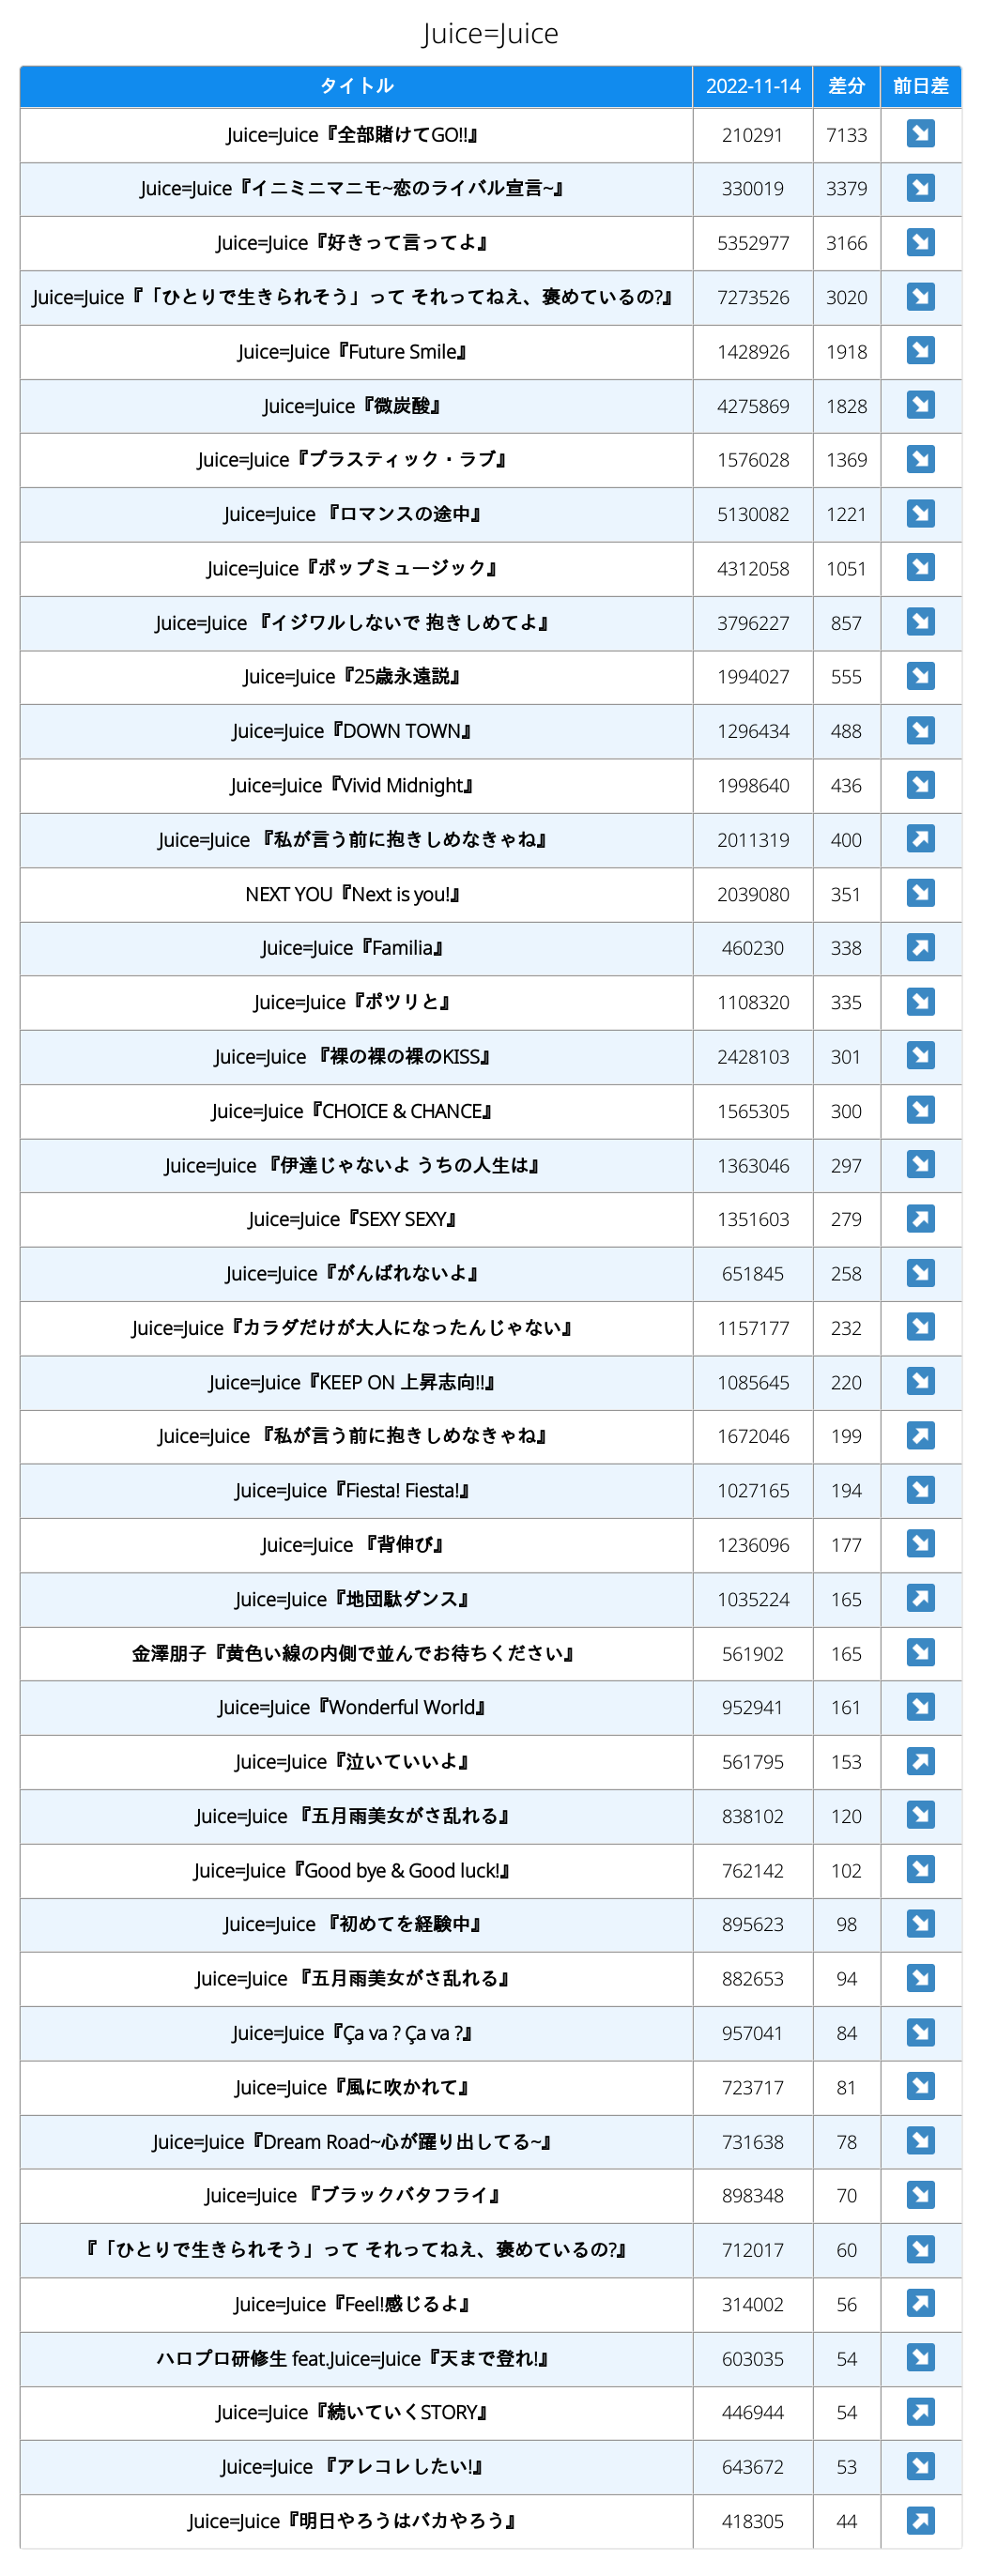 Juice=Juice
タイトル 2022-11-14 差分 前日差
Juice=Juice『全部賭けてGO!!』 210291 7133 ↘
Juice=Juice『イニミニマニモ~恋のライバル宣言~』 330019 3379 ↘
Juice=Juice『好きって言ってよ』 5352977 3166 ↘
Juice=Juice『「ひとりで生きられそう」って それってねえ、褒めているの?』 7273526 3020 ↘
Juice=Juice『Future Smile』 1428926 1918 ↘
Juice=Juice『微炭酸』 4275869 1828 ↘
Juice=Juice『プラスティック・ラブ』 1576028 1369 ↘
Juice=Juice 『ロマンスの途中』 5130082 1221 ↘
Juice=Juice『ポップミュージック』 4312058 1051 ↘
Juice=Juice 『イジワルしないで 抱きしめてよ』 3796227 857 ↘
Juice=Juice『25歳永遠説』 1994027 555 ↘
Juice=Juice『DOWN TOWN』 1296434 488 ↘
Juice=Juice『Vivid Midnight』 1998640 436 ↘
Juice=Juice 『私が言う前に抱きしめなきゃね』 2011319 400 ↗
NEXT YOU『Next is you!』 2039080 351 ↘
Juice=Juice『Familia』 460230 338 ↗
Juice=Juice『ポツリと』 1108320 335 ↘
Juice=Juice 『裸の裸の裸のKISS』 2428103 301 ↘
Juice=Juice『CHOICE & CHANCE』 1565305 300 ↘
Juice=Juice 『伊達じゃないよ うちの人生は』 1363046 297 ↘
Juice=Juice『SEXY SEXY』 1351603 279 ↗
Juice=Juice『がんばれないよ』 651845 258 ↘
Juice=Juice『カラダだけが大人になったんじゃない』 1157177 232 ↘
Juice=Juice『KEEP ON 上昇志向!!』 1085645 220 ↘
Juice=Juice 『私が言う前に抱きしめなきゃね』 1672046 199 ↗
Juice=Juice『Fiesta! Fiesta!』 1027165 194 ↘
Juice=Juice 『背伸び』 1236096 177 ↘
Juice=Juice『地団駄ダンス』 1035224 165 ↗
金澤朋子『黄色い線の内側で並んでお待ちください』 561902 165 ↘
Juice=Juice『Wonderful World』 952941 161 ↘
Juice=Juice『泣いていいよ』 561795 153 ↗
Juice=Juice 『五月雨美女がさ乱れる』 838102 120 ↘
Juice=Juice『Good bye & Good luck!』 762142 102 ↘
Juice=Juice 『初めてを経験中』 895623 98 ↘
Juice=Juice 『五月雨美女がさ乱れる』 882653 94 ↘
Juice=Juice『Ça va ? Ça va ?』 957041 84 ↘
Juice=Juice『風に吹かれて』 723717 81 ↘
Juice=Juice『Dream Road~心が躍り出してる~』 731638 78 ↘
Juice=Juice 『ブラックバタフライ』 898348 70 ↘
『「ひとりで生きられそう」って それってねえ、褒めているの?』 712017 60 ↘
Juice=Juice『Feel!感じるよ』 314002 56 ↗
ハロプロ研修生 feat.Juice=Juice『天まで登れ!』 603035 54 ↘
Juice=Juice『続いていくSTORY』 446944 54 ↗
Juice=Juice 『アレコレしたい!』 643672 53 ↘
Juice=Juice『明日やろうはバカやろう』 418305 44 ↗